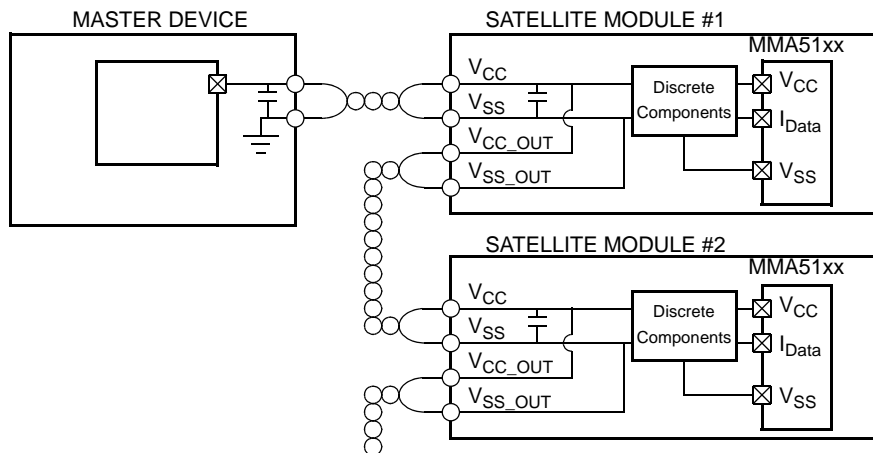 MASTER DEVICE
SATELLITE MODULE #1
MMA51xx
VCC
VSS
VCC_OUT
VSS_OUT
Discrete
Components
VCC
IData
VSS
SATELLITE MODULE #2
MMA51xx
VCC
VSS
VCC_OUT
VSS_OUT
Discrete
Components
VCC
IData
VSS